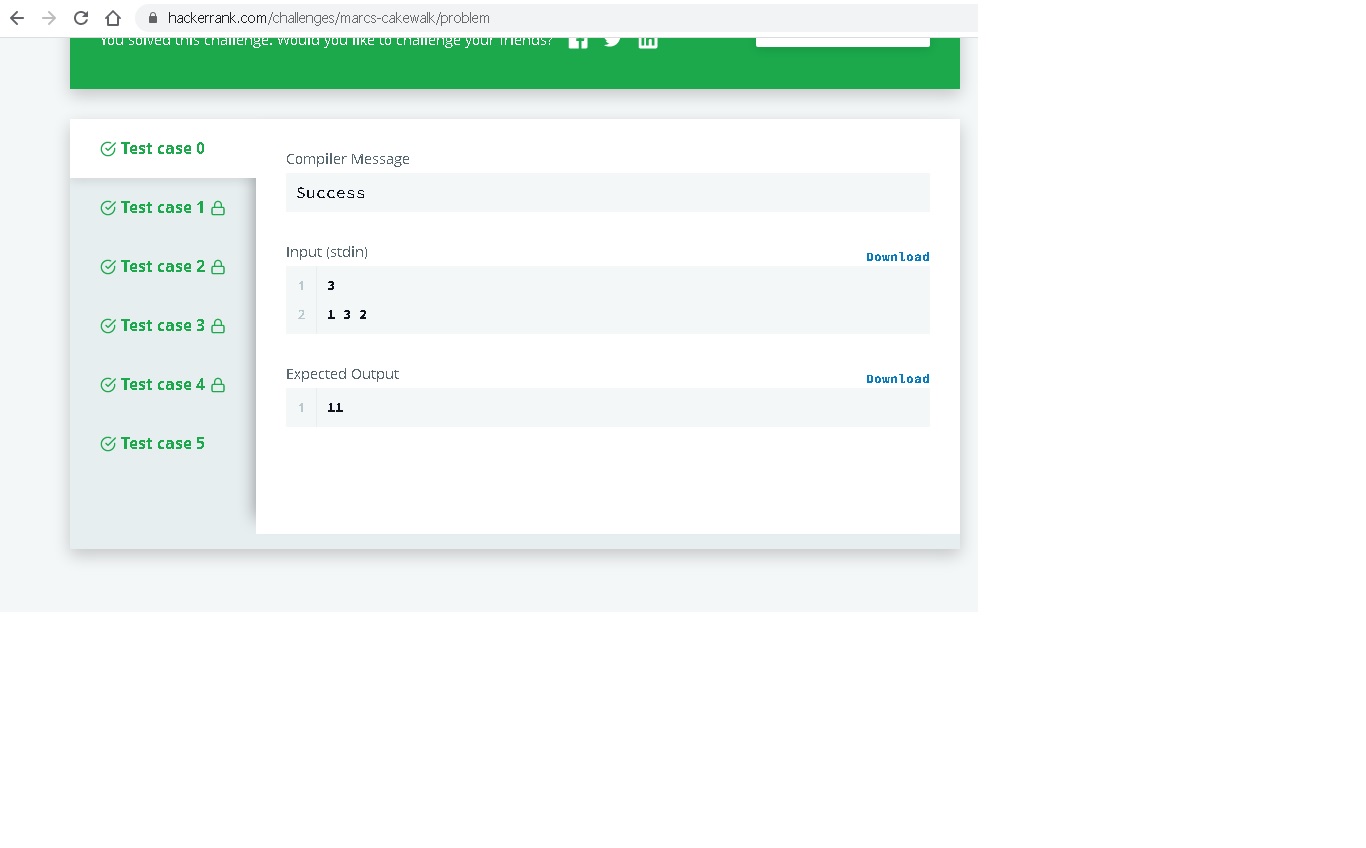 hackerrank.com/challenges/marcs-cakewalk/problem
You solved this challenge. Would you like to challenge your friends?
Test case 0
Test case 1
Test case 2
Test case 3
Test case 4
Test case 5
Compiler Message
Success
Input (stdin)
Download
1 3
2 1 3 2
Expected Output
Download
1 11